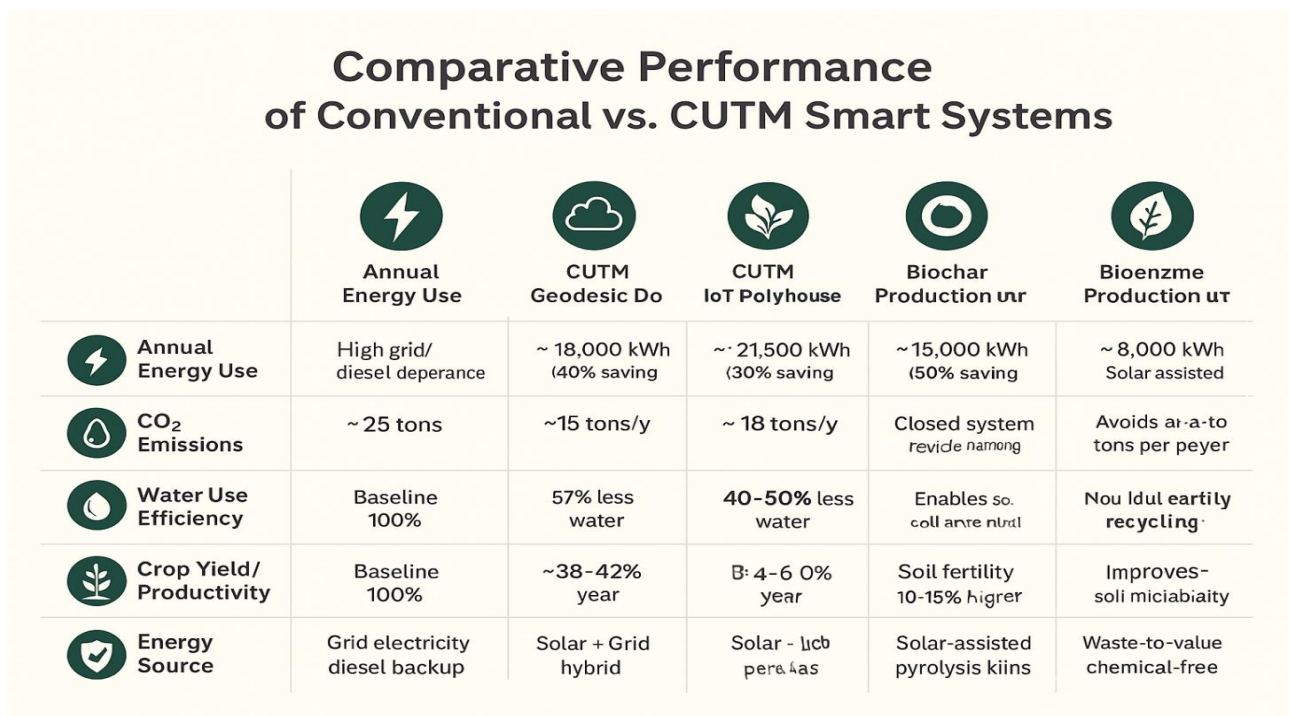 Comparative Performance
of Conventional vs. CUTM Smart Systems
Annual
Energy Use
CUTM
Geodesic Do
CUTM
IoT Polyhouse
Biochar
Production
Bioenzme
Production
Annual
Energy Use
High grid/
diesel deperance
~ 18,000 kWh
(40% saving
~ 21,500 kWh
(30% saving
~ 15,000 kWh
(50% saving
~ 8,000 kWh
Solar assisted
CO₂
Emissions
~ 25 tons
~15 tons/y
~ 18 tons/y
Closed system
Avoids
tons per peyer
Water Use
Efficiency
Baseline
100%
57% less
water
40-50% less
water
Enables so.
recycling
Crop Yield/
Productivity
Baseline
100%
~38-42%
year
year
Soil fertility
10-15% higrer
Improves-
Energy
Source
Grid electricity
diesel backup
Solar + Grid
hybrid
Solar -
Solar-assisted
pyrolysis kiins
Waste-to-value
chemical-free